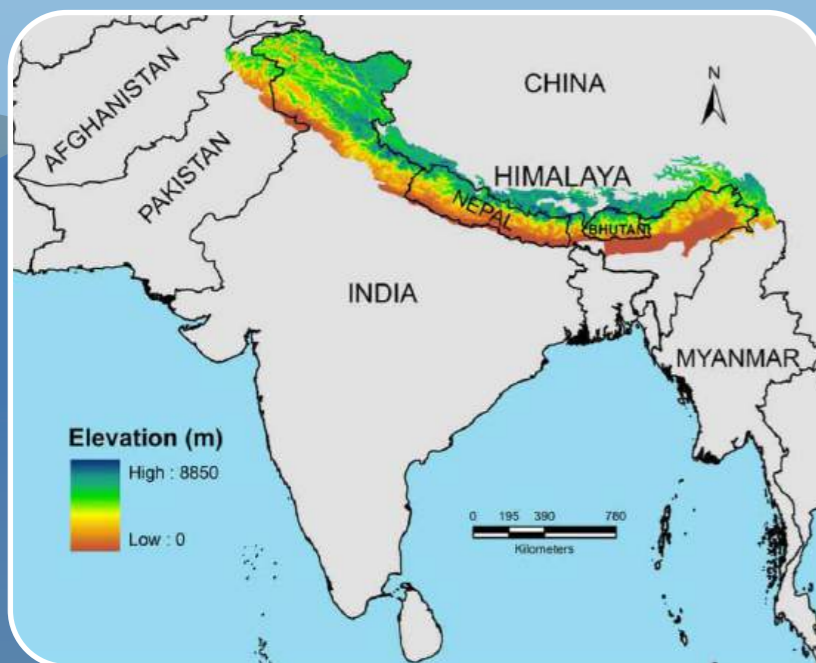 AFGHANISTAN
PAKISTAN
CHINA
N
HIMALAYA
NEPAL
BHUTAN
INDIA
MYANMAR
Elevation (m)
High : 8850
Low : 0
0 195 390 780
Kilometers